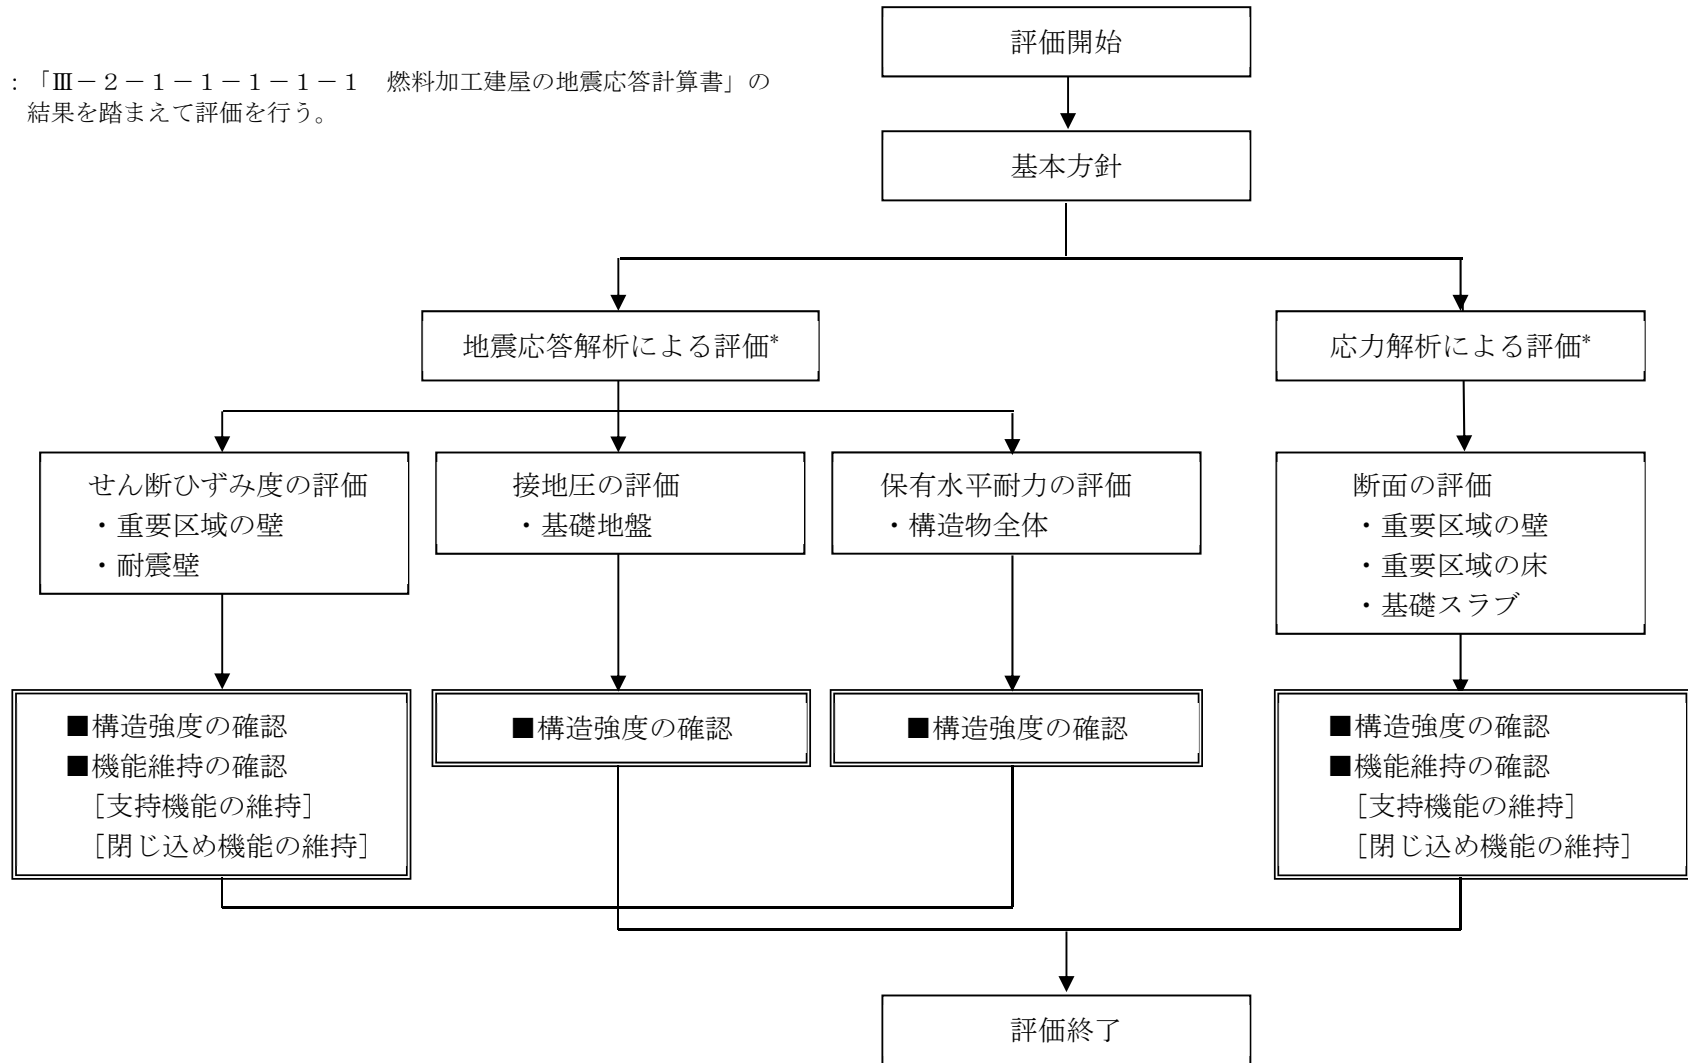 評価開始
:「Ⅲ－２－１－１－１－１－１　燃料加工建屋の地震応答計算書」の
結果を踏まえて評価を行う。
基本方針
地震応答解析による評価*
応力解析による評価*
せん断ひずみ度の評価
・重要区域の壁
・耐震壁
接地圧の評価
・基礎地盤
保有水平耐力の評価
・構造物全体
断面の評価
・重要区域の壁
・重要区域の床
・基礎スラブ
■構造強度の確認
■機能維持の確認
［支持機能の維持］
［閉じ込め機能の維持］
■構造強度の確認
■構造強度の確認
■構造強度の確認
■機能維持の確認
［支持機能の維持］
［閉じ込め機能の維持］
評価終了